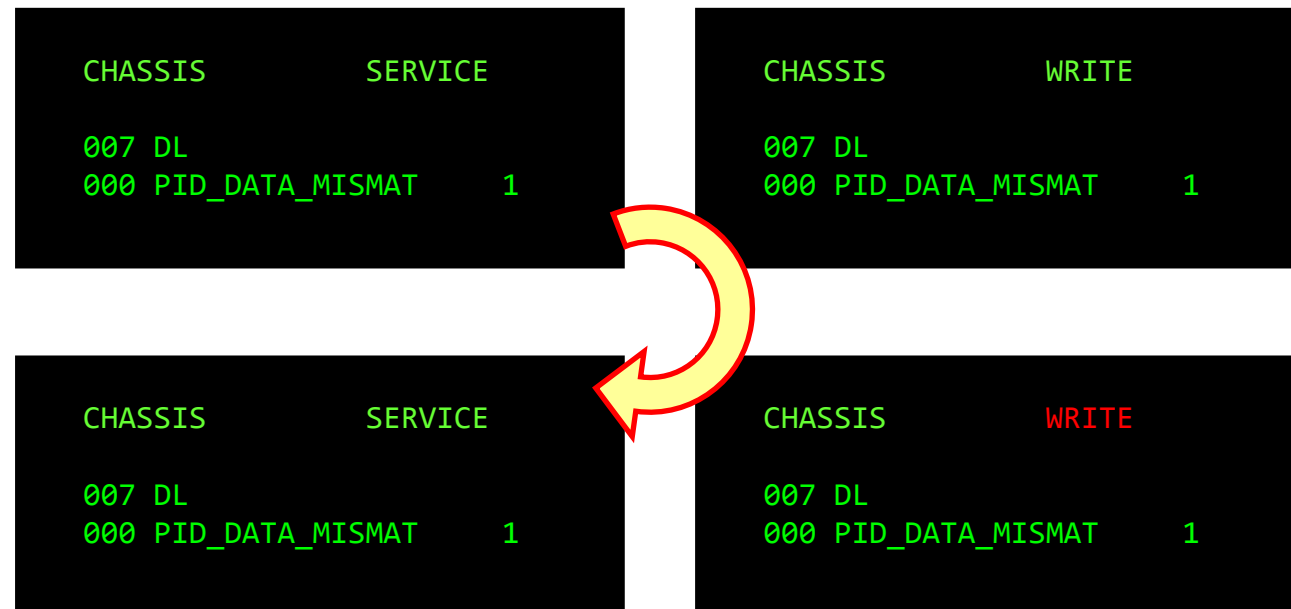 CHASSIS SERVICE
007 DL
000 PID_DATA_MISMAT 1
CHASSIS WRITE
007 DL
000 PID_DATA_MISMAT 1
CHASSIS SERVICE
007 DL
000 PID_DATA_MISMAT 1
CHASSIS WRITE
007 DL
000 PID_DATA_MISMAT 1